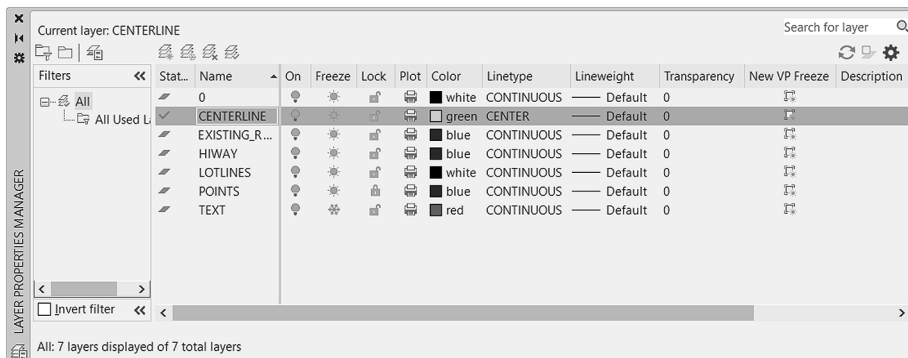 Current layer: CENTERLINE
Search for layer
Filters
Stat... Name On Freeze Lock Plot Color Linetype Lineweight Transparency New VP Freeze Description
All
All Used La
0 white CONTINUOUS Default 0
CENTERLINE green CENTER Default 0
EXISTING_R... blue CONTINUOUS Default 0
HIWAY blue CONTINUOUS Default 0
LOTLINES white CONTINUOUS Default 0
POINTS blue CONTINUOUS Default 0
TEXT red CONTINUOUS Default 0
Invert filter
All: 7 layers displayed of 7 total layers
LAYER PROPERTIES MANAGER